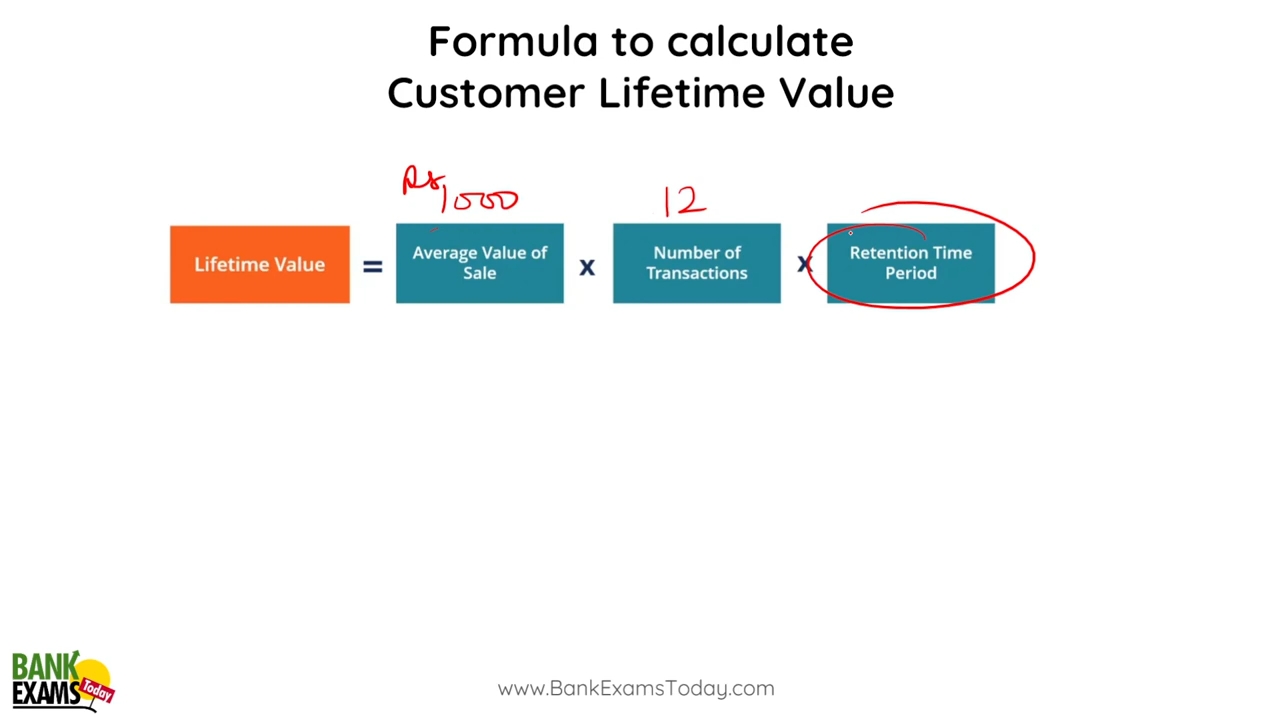 Formula to calculate
Customer Lifetime Value
Rs 1000
12
Lifetime Value = Average Value of Sale x Number of Transactions x Retention Time Period
BANK
EXAMS
Today
www.BankExamsToday.com